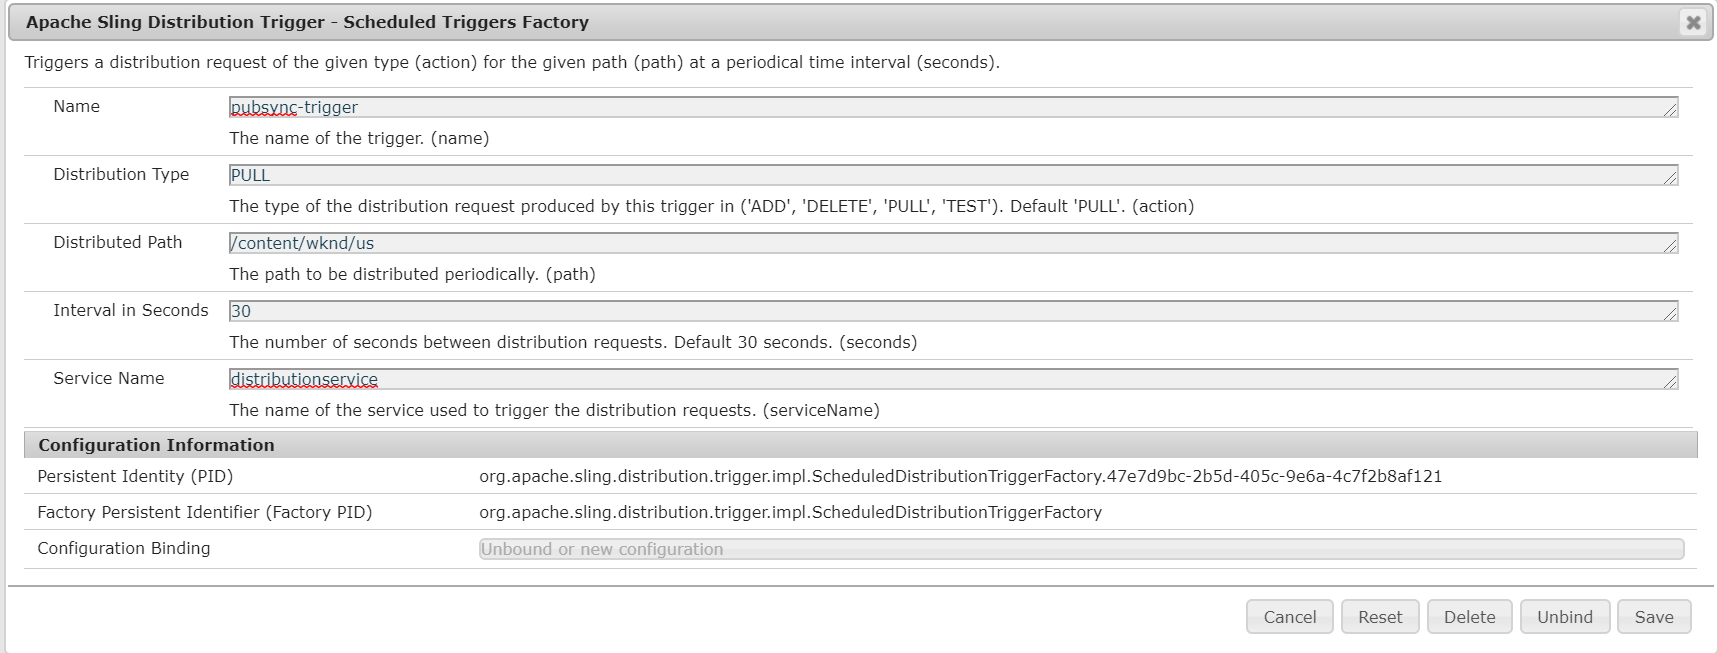 Apache Sling Distribution Trigger - Scheduled Triggers Factory
Triggers a distribution request of the given type (action) for the given path (path) at a periodical time interval (seconds).
Name
pubsync-trigger
The name of the trigger. (name)
Distribution Type
PULL
The type of the distribution request produced by this trigger in ('ADD', 'DELETE', 'PULL', 'TEST'). Default 'PULL'. (action)
Distributed Path
/content/wknd/us
The path to be distributed periodically. (path)
Interval in Seconds
30
The number of seconds between distribution requests. Default 30 seconds. (seconds)
Service Name
distributionservice
The name of the service used to trigger the distribution requests. (serviceName)
Configuration Information
Persistent Identity (PID) org.apache.sling.distribution.trigger.impl.ScheduledDistributionTriggerFactory.47e7d9bc-2b5d-405c-9e6a-4c7f2b8af121
Factory Persistent Identifier (Factory PID) org.apache.sling.distribution.trigger.impl.ScheduledDistributionTriggerFactory
Configuration Binding Unbound or new configuration
Cancel Reset Delete Unbind Save